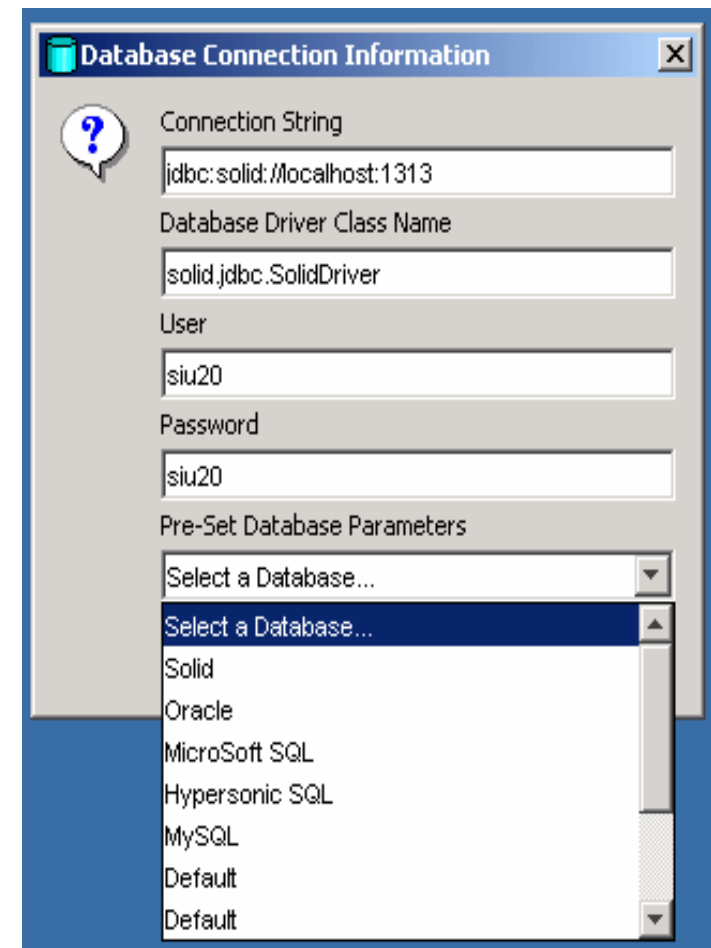 Database Connection Information
Connection String
jdbc:solid://localhost:1313
Database Driver Class Name
solid.jdbc.SolidDriver
User
siu20
Password
siu20
Pre-Set Database Parameters
Select a Database...
Select a Database...
Solid
Oracle
MicroSoft SQL
Hypersonic SQL
MySQL
Default
Default